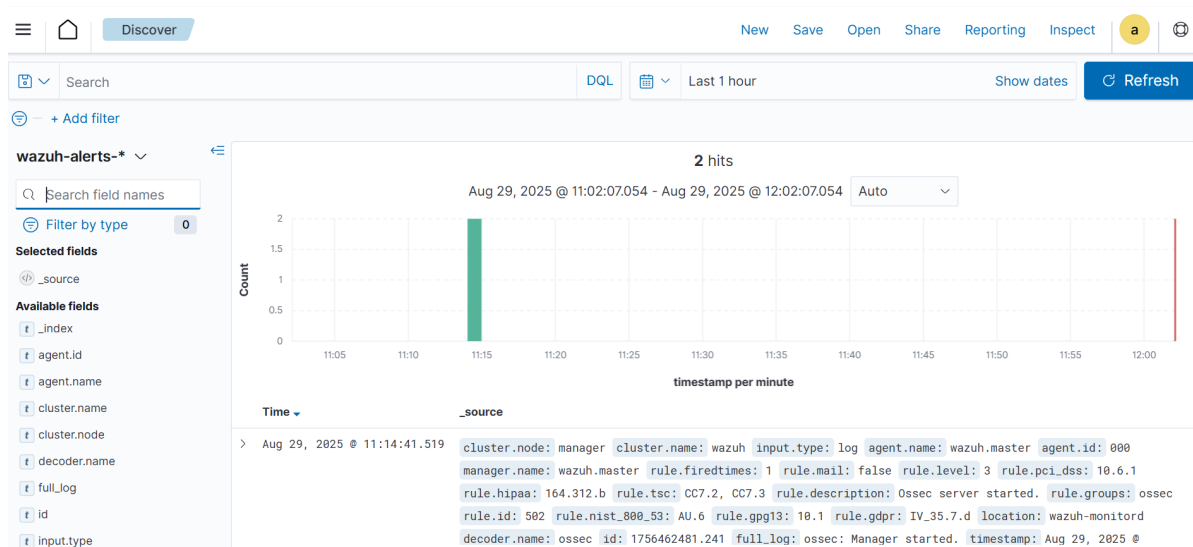 Discover
New Save Open Share Reporting Inspect a
Search DQL Last 1 hour Show dates Refresh
+ Add filter
wazuh-alerts-*
Search field names
Filter by type 0
Selected fields
_source
Available fields
t _index
t agent.id
t agent.name
t cluster.name
t cluster.node
t decoder.name
t full_log
t id
t input.type
2 hits
Aug 29, 2025 @ 11:02:07.054 - Aug 29, 2025 @ 12:02:07.054 Auto
Count
2
1.5
1
0.5
0
11:05 11:10 11:15 11:20 11:25 11:30 11:35 11:40 11:45 11:50 11:55 12:00
timestamp per minute
Time _source
Aug 29, 2025 @ 11:14:41.519 cluster.node: manager cluster.name: wazuh input.type: log agent.name: wazuh.master agent.id: 000
manager.name: wazuh.master rule.firedtimes: 1 rule.mail: false rule.level: 3 rule.pci_dss: 10.6.1
rule.hipaa: 164.312.b rule.tsc: CC7.2, CC7.3 rule.description: Ossec server started. rule.groups: ossec
rule.id: 502 rule.nist_800_53: AU.6 rule.gpg13: 10.1 rule.gdpr: IV_35.7.d location: wazuh-monitord
decoder.name: ossec id: 1756462481.241 full_log: ossec: Manager started. timestamp: Aug 29, 2025 @